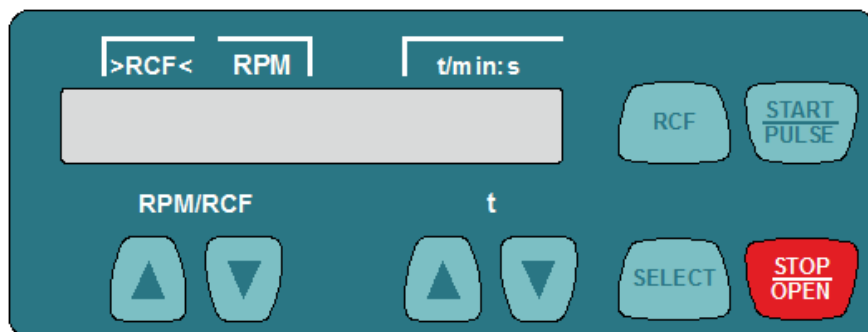 >RCF< RPM t/min:s
RCF
START
PULSE
RPM/RCF t
SELECT
STOP
OPEN